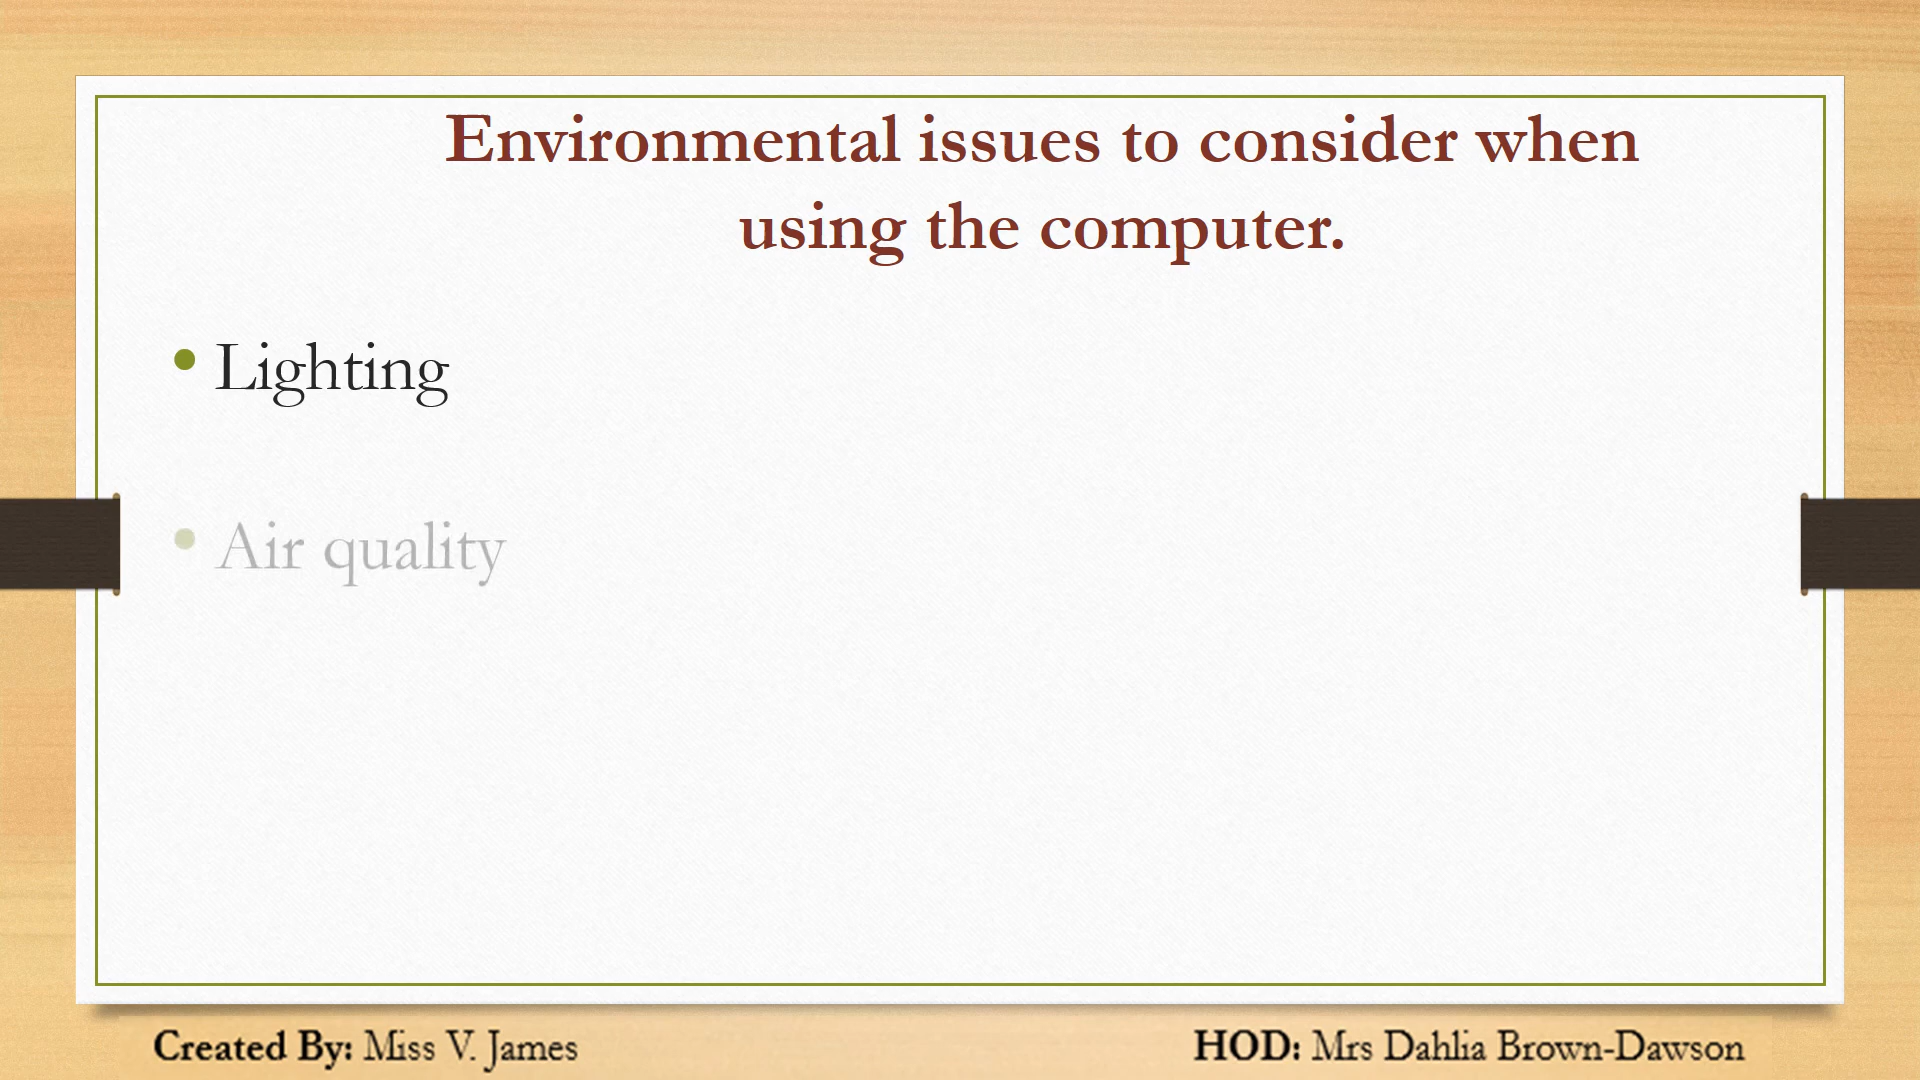 Environmental issues to consider when
using the computer.
• Lighting
• Air quality
Created By: Miss V. James
HOD: Mrs Dahlia Brown-Dawson